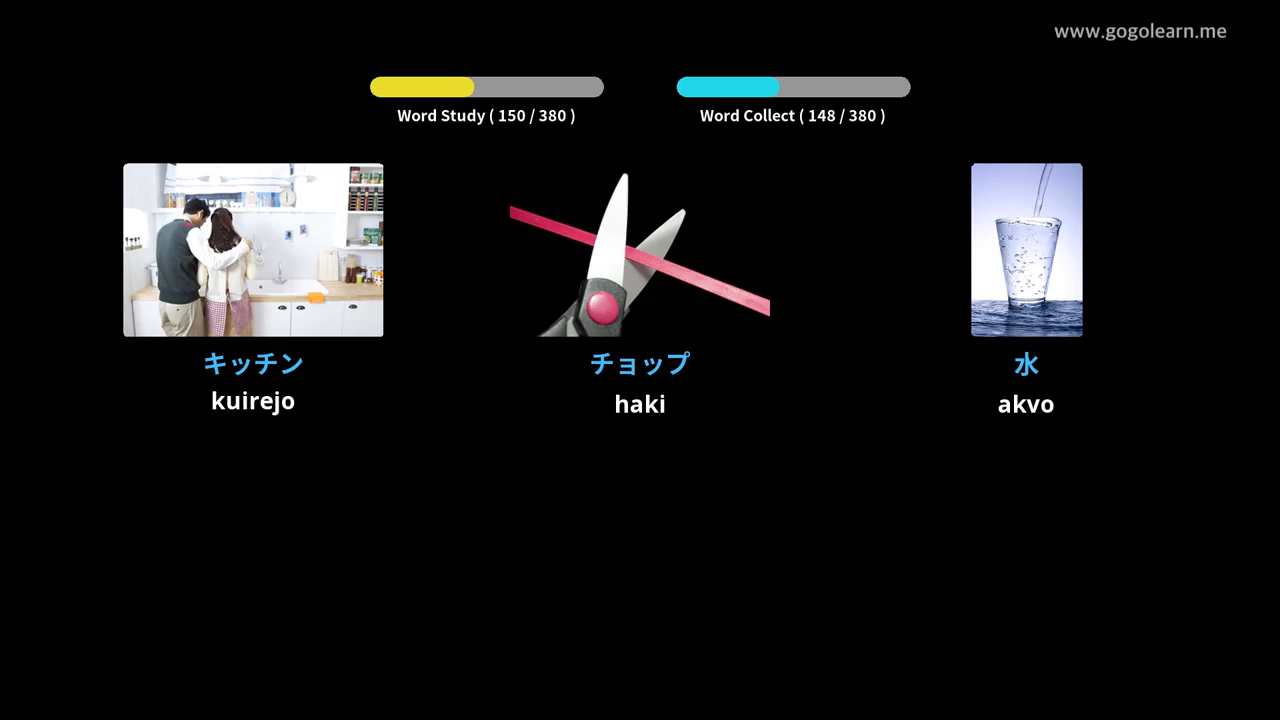 www.gogolearn.me
Word Study ( 150 / 380 )
Word Collect ( 148 / 380 )
キッチン
kuirejo
チョップ
haki
水
akvo